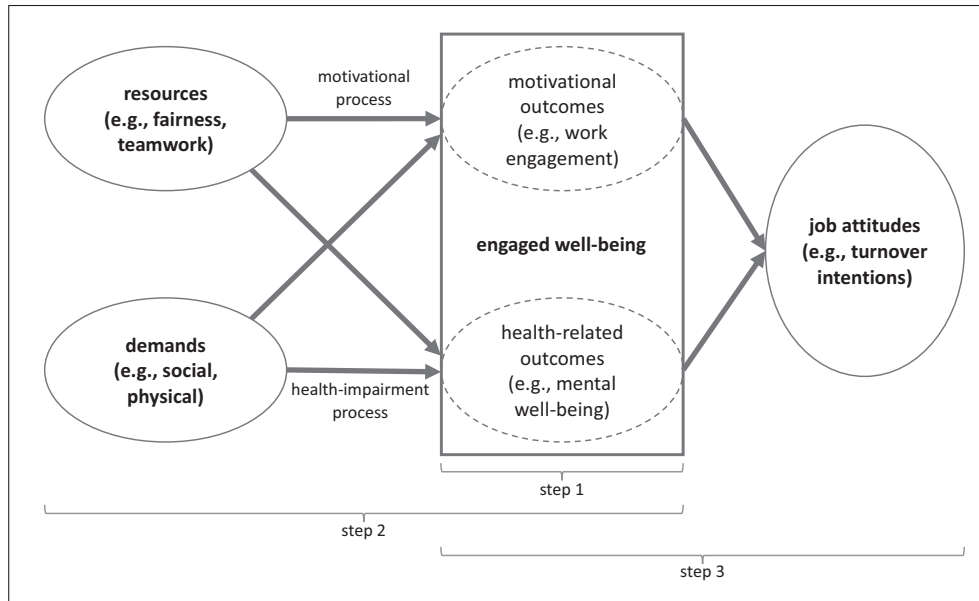 resources
(e.g., fairness,
teamwork)
motivational
process
motivational
outcomes
(e.g., work
engagement)
engaged well-being
job attitudes
(e.g., turnover
intentions)
demands
(e.g., social,
physical)
health-impairment
process
health-related
outcomes
(e.g., mental
well-being)
step 1
step 2
step 3